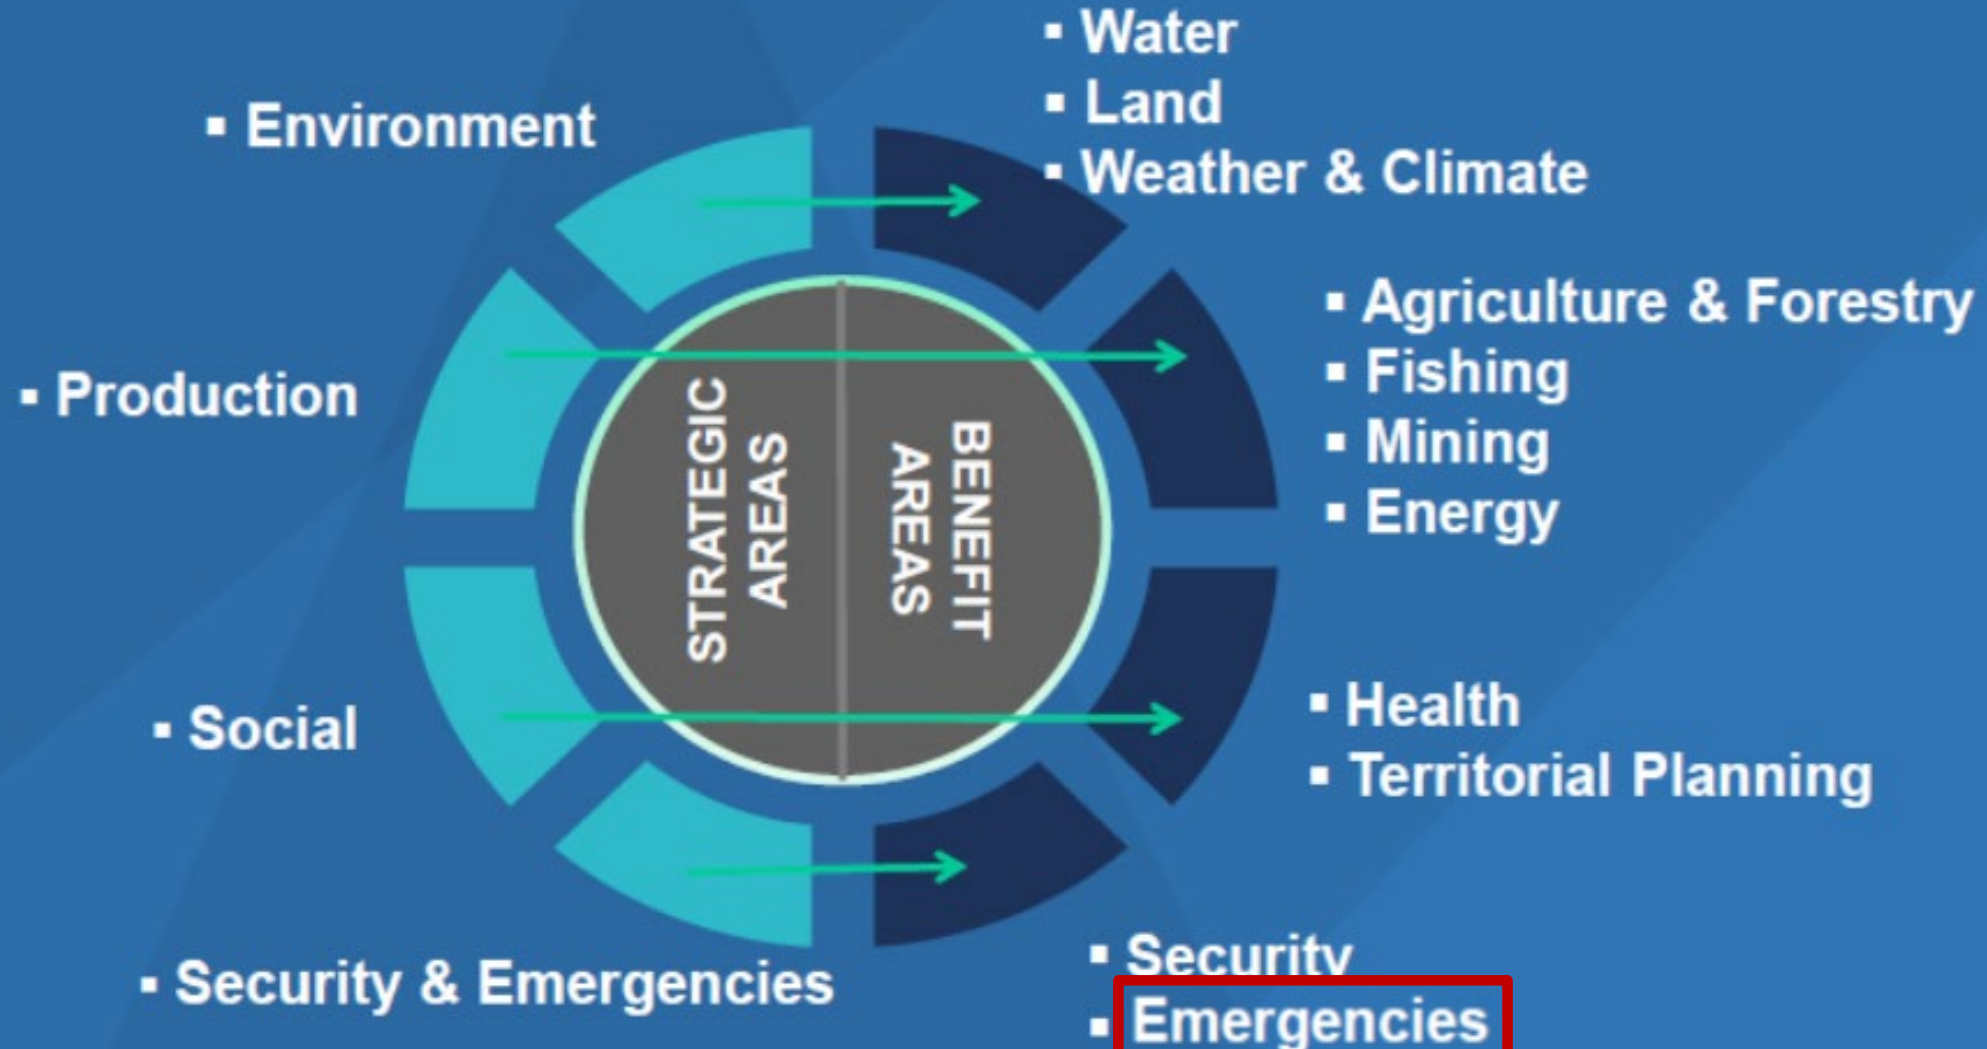 ▪ Environment
▪ Production
▪ Social
▪ Security & Emergencies
STRATEGIC
AREAS
BENEFIT
AREAS
▪ Water
▪ Land
▪ Weather & Climate
▪ Agriculture & Forestry
▪ Fishing
▪ Mining
▪ Energy
▪ Health
▪ Territorial Planning
▪ Security
▪ Emergencies